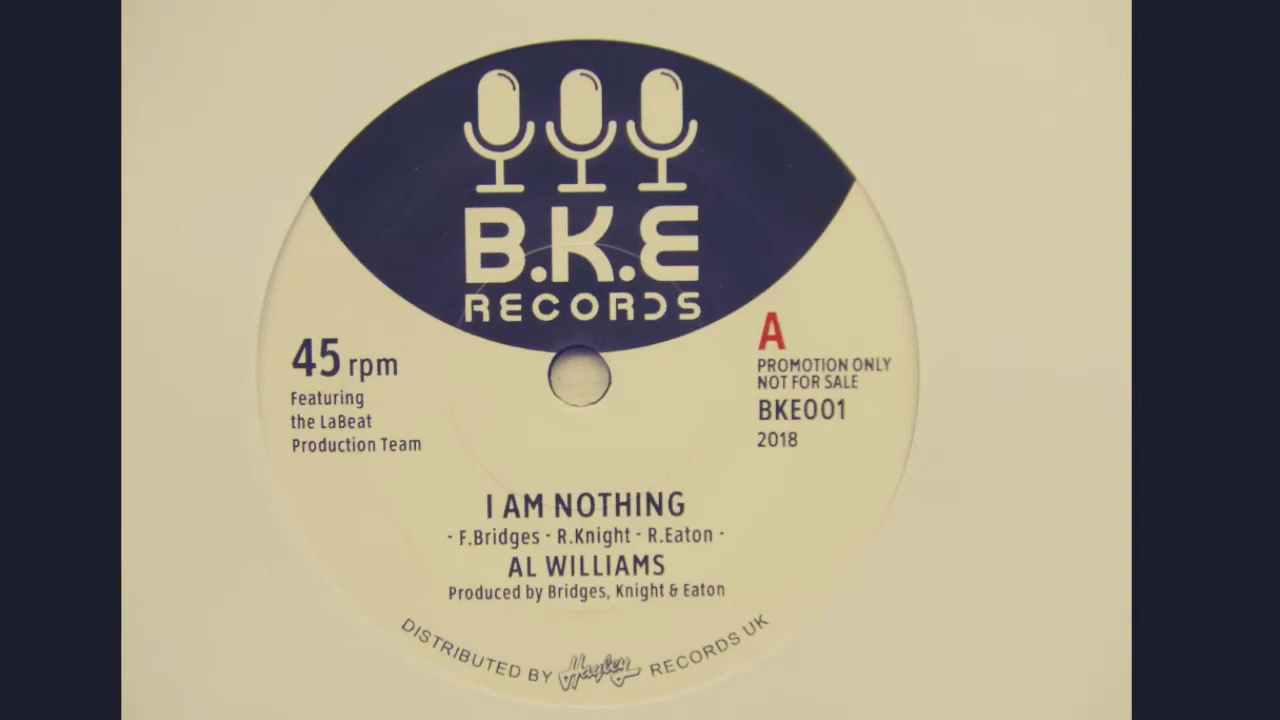 B.K.E
RECORDS
45 rpm
Featuring
the LaBeat
Production Team
A
PROMOTION ONLY
NOT FOR SALE
BKE001
2018
I AM NOTHING
- F.Bridges - R.Knight - R.Eaton -
AL WILLIAMS
Produced by Bridges, Knight & Eaton
DISTRIBUTED BY Hayley RECORDS UK